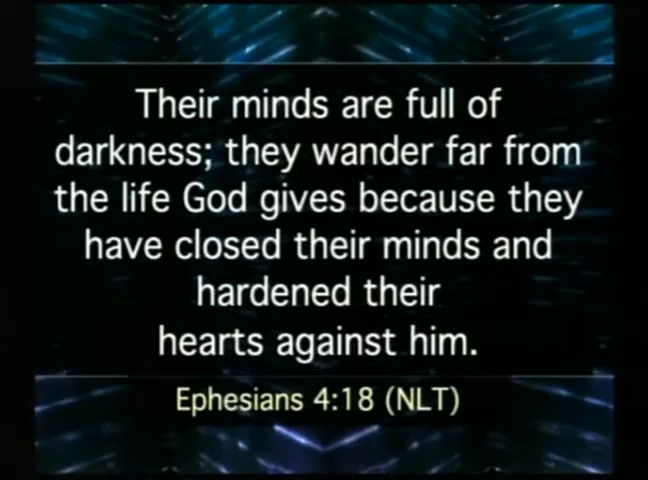 Their minds are full of
darkness; they wander far from
the life God gives because they
have closed their minds and
hardened their
hearts against him.
Ephesians 4:18 (NLT)